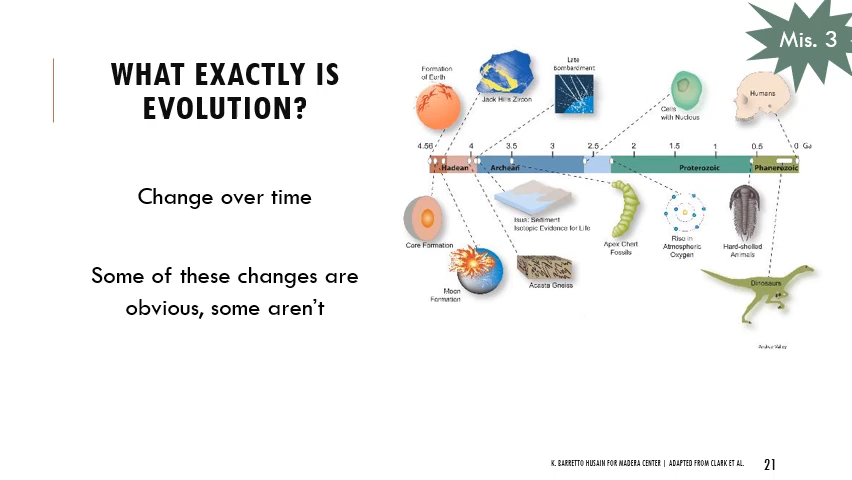 Mis. 3
WHAT EXACTLY IS
EVOLUTION?
Change over time
Some of these changes are
obvious, some aren't
Formation
of Earth
Jack Hills Zircon
Late
bombardment
Cells
with Nucleus
Humans
4.56 4 3.5 3 2.5 2 1.5 1 0.5 0 Ga
Hadean Archean Proterozoic Phanerozoic
Core Formation
Moon
Formation
Isua: Sediment
Isotopic Evidence for Life
Acasta Gneiss
Apex Chert
Fossils
Rise in
Atmospheric
Oxygen
Hard-shelled
Animals
Dinosaurs
K. BARRETTO HUSAIN FOR MADERA CENTER | ADAPTED FROM CLARK ET AL.
21